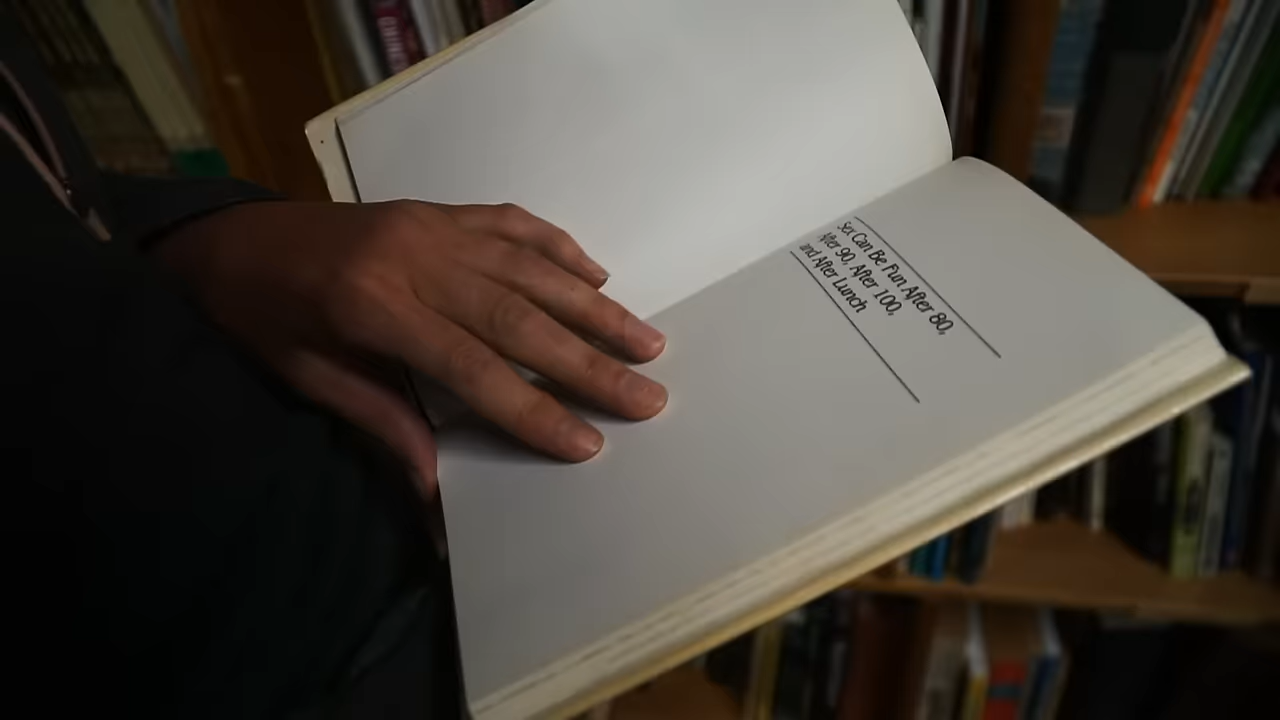 Sex Can Be Fun After 80,
After 90, After 100,
and After Lunch